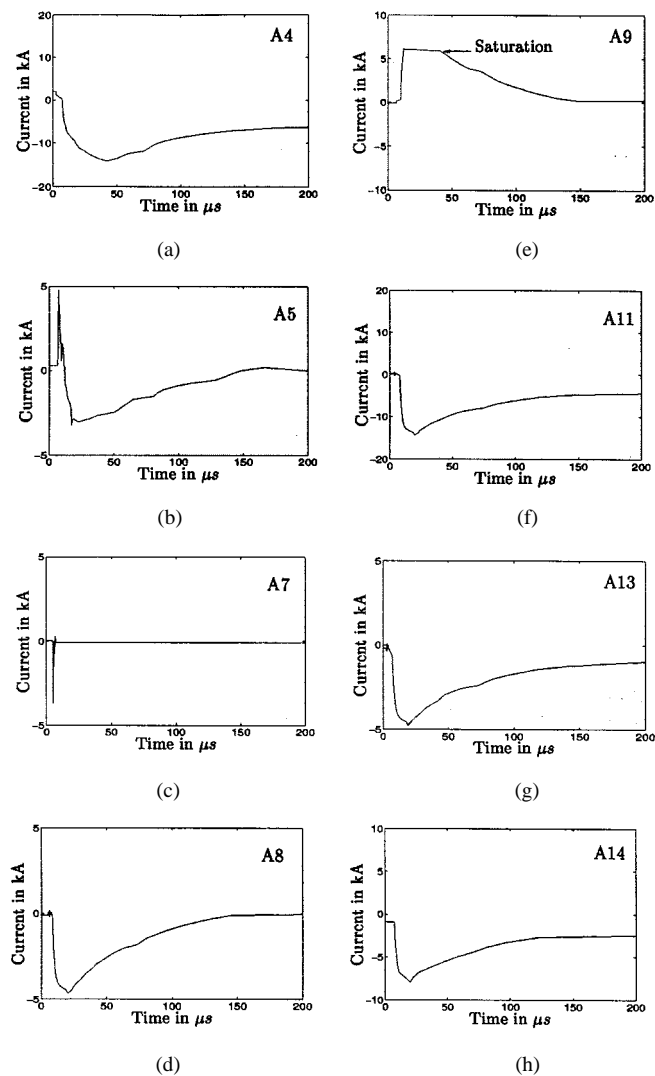 20
A4
10
0
−10
−20
Current in kA
0
50
100
150
200
Time in μs
(a)
5
A5
0
−5
Current in kA
0
50
100
150
200
Time in μs
(b)
5
A7
0
−5
Current in kA
0
50
100
150
200
Time in μs
(c)
5
A8
0
−5
Current in kA
0
50
100
150
200
Time in μs
(d)
10
A9
Saturation
5
0
−5
−10
Current in kA
0
50
100
150
200
Time in μs
(e)
20
A11
10
0
−10
−20
Current in kA
0
50
100
150
200
Time in μs
(f)
5
A13
0
−5
Current in kA
0
50
100
150
200
Time in μs
(g)
10
A14
5
0
−5
−10
Current in kA
0
50
100
150
200
Time in μs
(h)